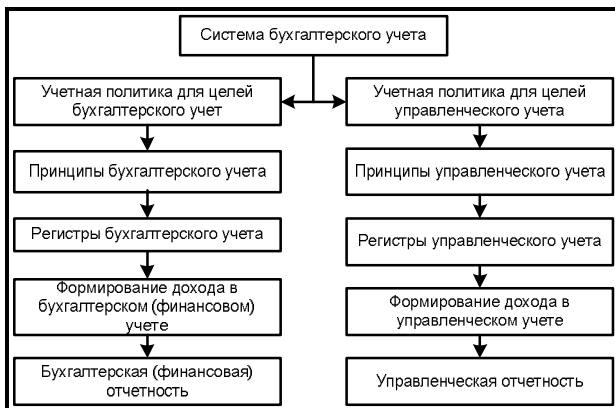 Система бухгалтерского учета
Учетная политика для целей
бухгалтерского учет
Принципы бухгалтерского учета
Регистры бухгалтерского учета
Формирование дохода в
бухгалтерском (финансовом)
учете
Бухгалтерская (финансовая)
отчетность
Учетная политика для целей
управленческого учета
Принципы управленческого учета
Регистры управленческого учета
Формирование дохода в
управленческом учете
Управленческая отчетность